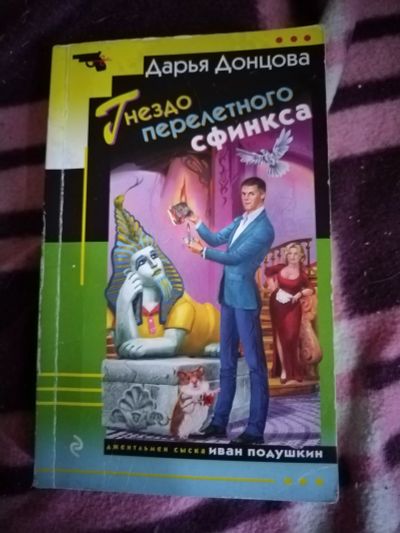 Дарья Донцова
Гнездо
перелетного
сфинкса
джентльмен сыска иван подушкин